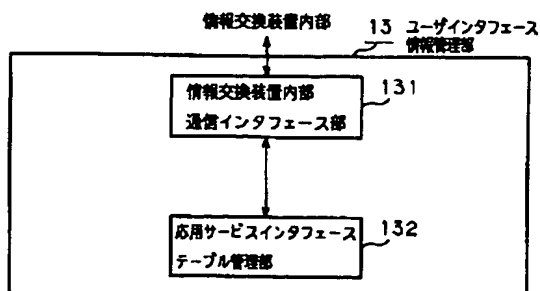 情報交換装置内部
13 ユーザインタフェース
情報管理部
情報交換装置内部
通信インタフェース部
131
応用サービスインタフェース
テーブル管理部
132